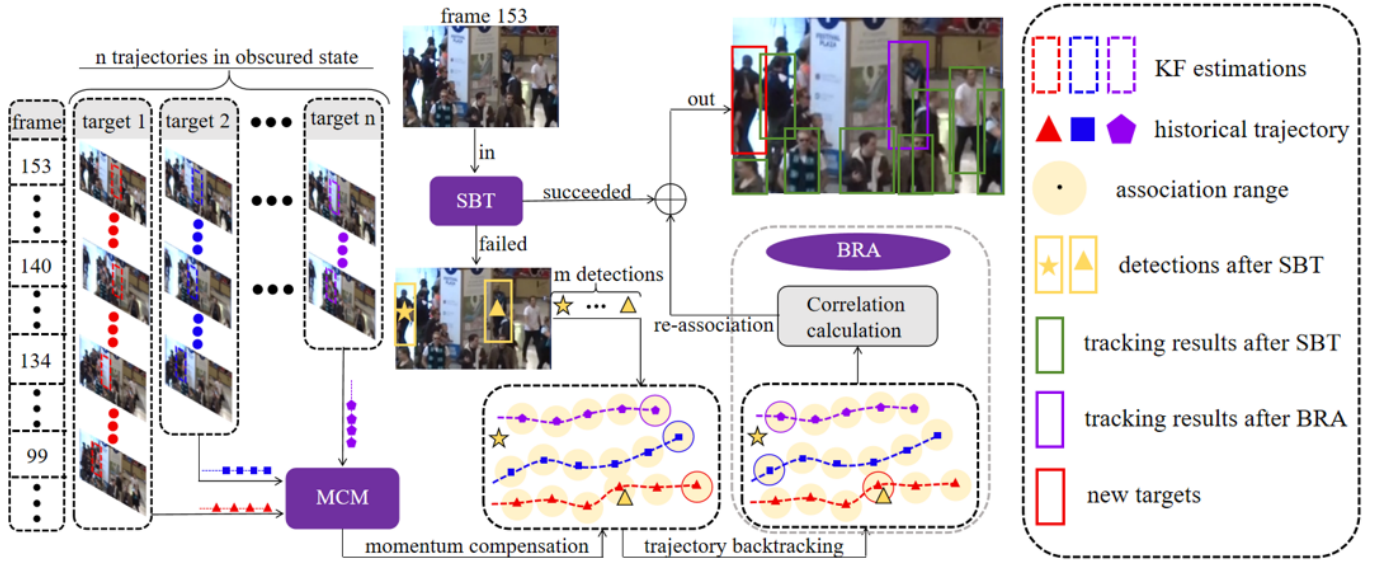 frame 153
n trajectories in obscured state
frame
target 1
target 2
target n
153
140
134
99
in
SBT
succeeded
failed
m detections
out
BRA
Correlation
calculation
re-association
MCM
momentum compensation
trajectory backtracking
KF estimations
historical trajectory
association range
detections after SBT
tracking results after SBT
tracking results after BRA
new targets